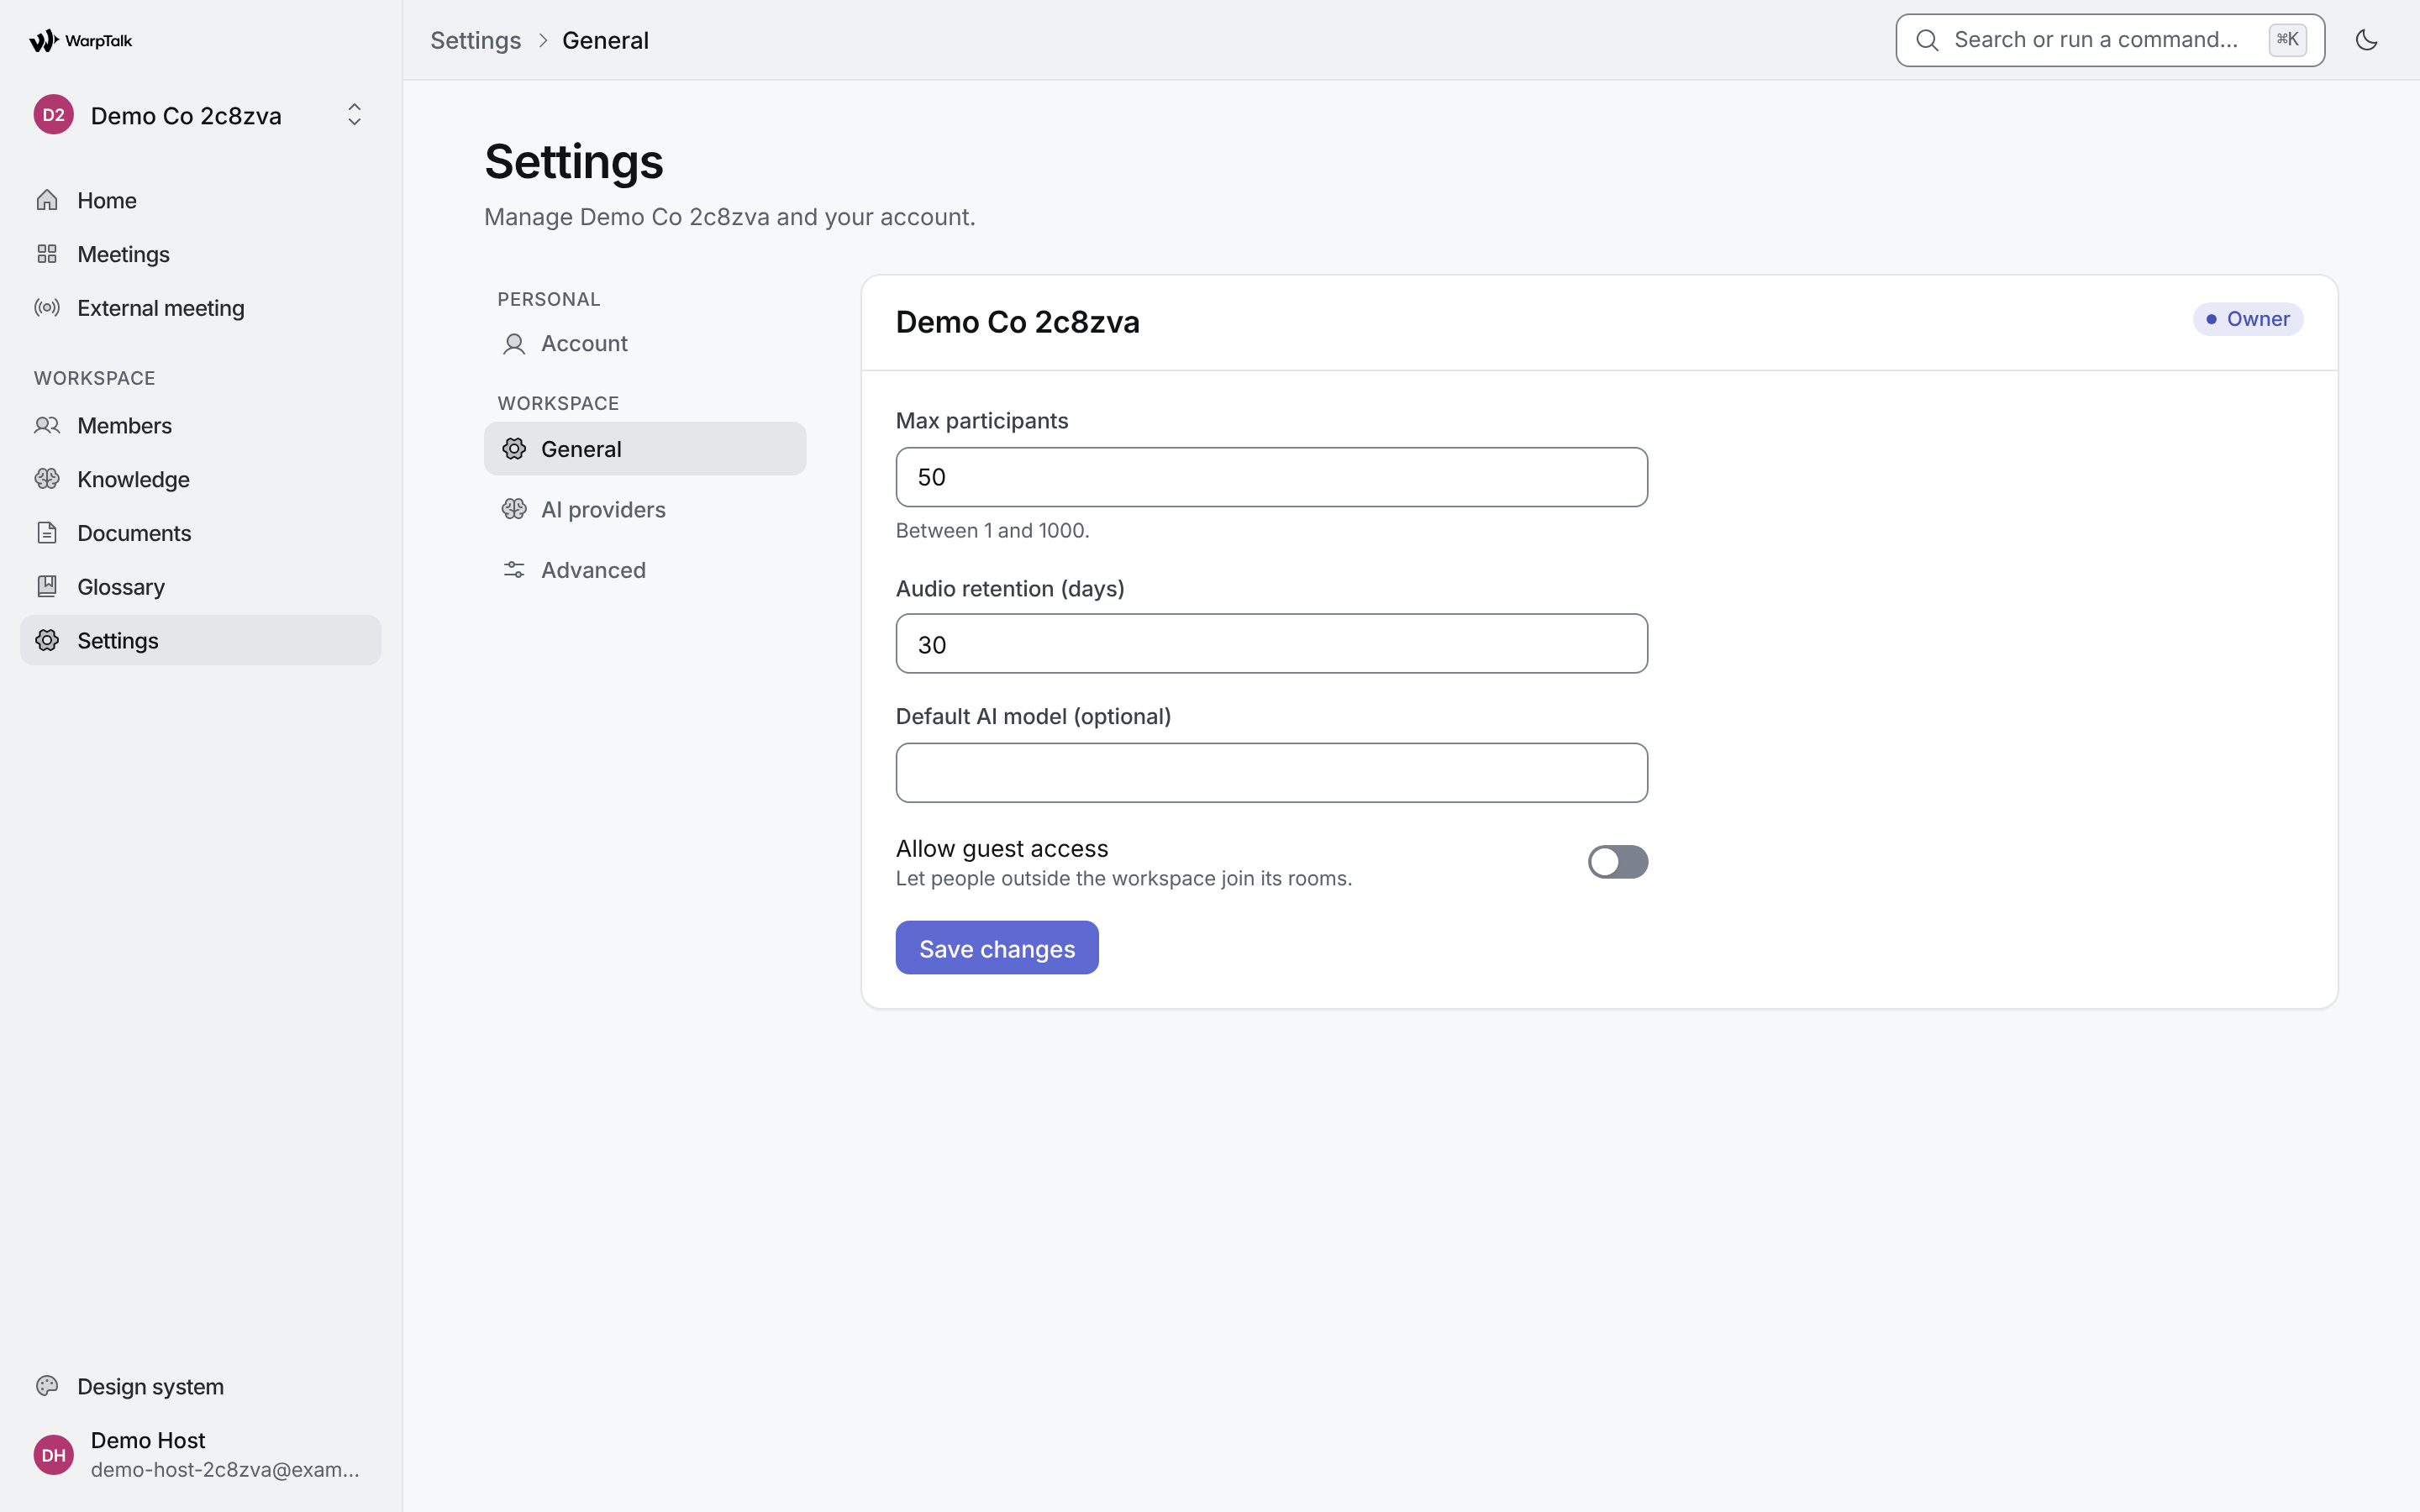 WarpTalk
D2
Demo Co 2c8zva
Home
Meetings
External meeting
WORKSPACE
Members
Knowledge
Documents
Glossary
Settings
Design system
DH
Demo Host
demo-host-2c8zva@exam...
Settings > General
Search or run a command...
⌘K
Settings
Manage Demo Co 2c8zva and your account.
PERSONAL
Account
WORKSPACE
General
AI providers
Advanced
Demo Co 2c8zva
Owner
Max participants
50
Between 1 and 1000.
Audio retention (days)
30
Default AI model (optional)
Allow guest access
Let people outside the workspace join its rooms.
Save changes